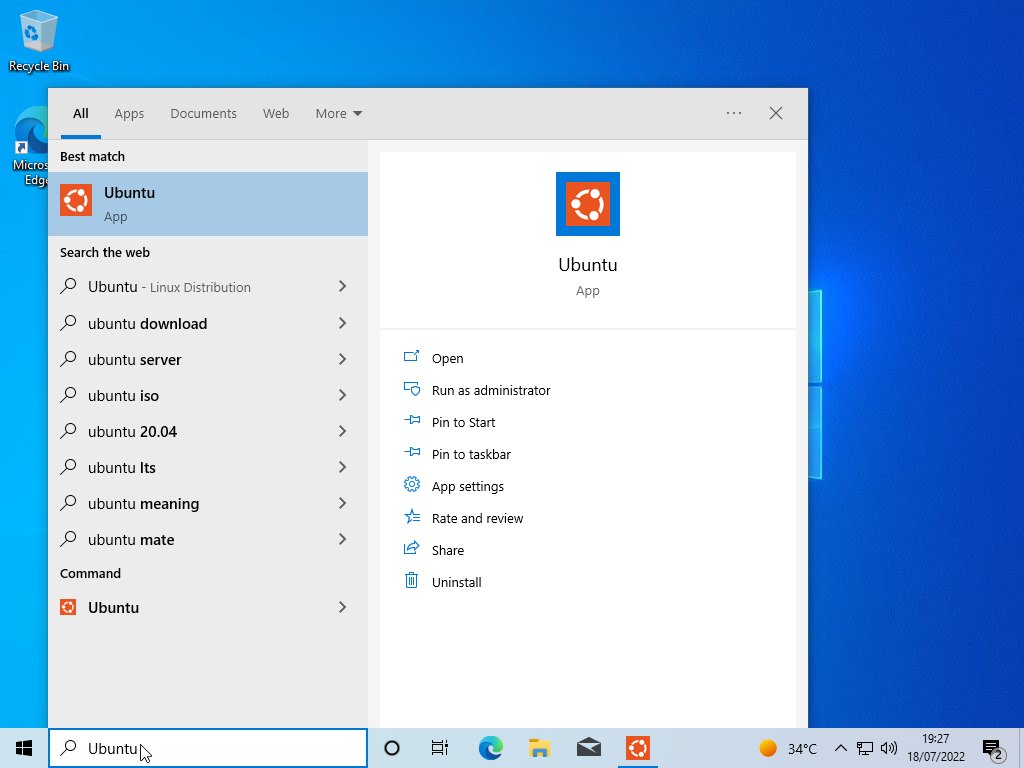 Recycle Bin
Micros
Edge
All Apps Documents Web More
Best match
Ubuntu
App
Search the web
Ubuntu - Linux Distribution
ubuntu download
ubuntu server
ubuntu iso
ubuntu 20.04
ubuntu lts
ubuntu meaning
ubuntu mate
Command
Ubuntu
Ubuntu
App
Open
Run as administrator
Pin to Start
Pin to taskbar
App settings
Rate and review
Share
Uninstall
Ubuntu
34°C
19:27
18/07/2022
2